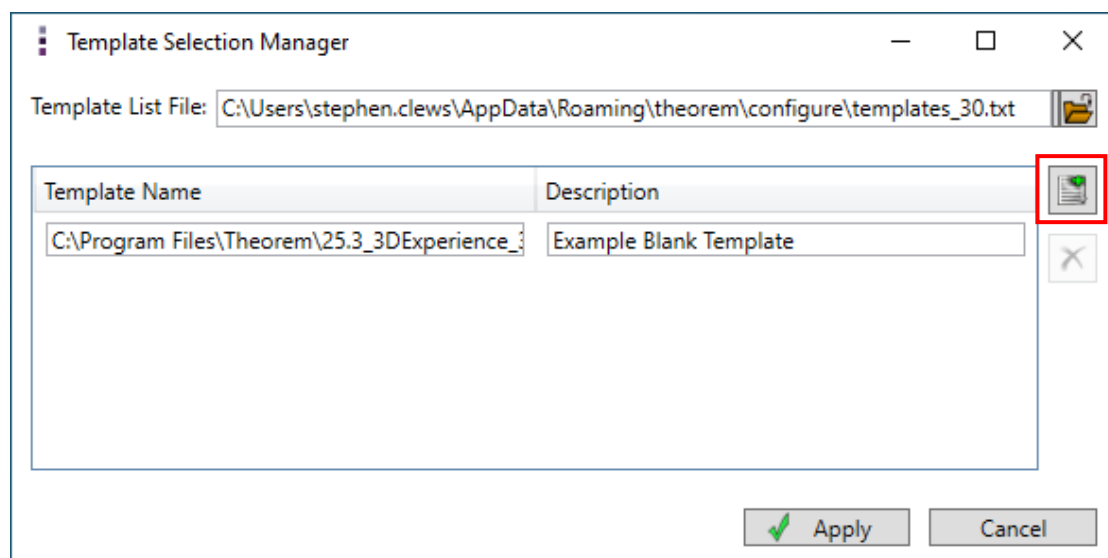 Template Selection Manager
Template List File: C:\Users\stephen.clews\AppData\Roaming\theorem\configure\templates_30.txt
Template Name Description
C:\Program Files\Theorem\25.3_3DExperience_ Example Blank Template
Apply Cancel